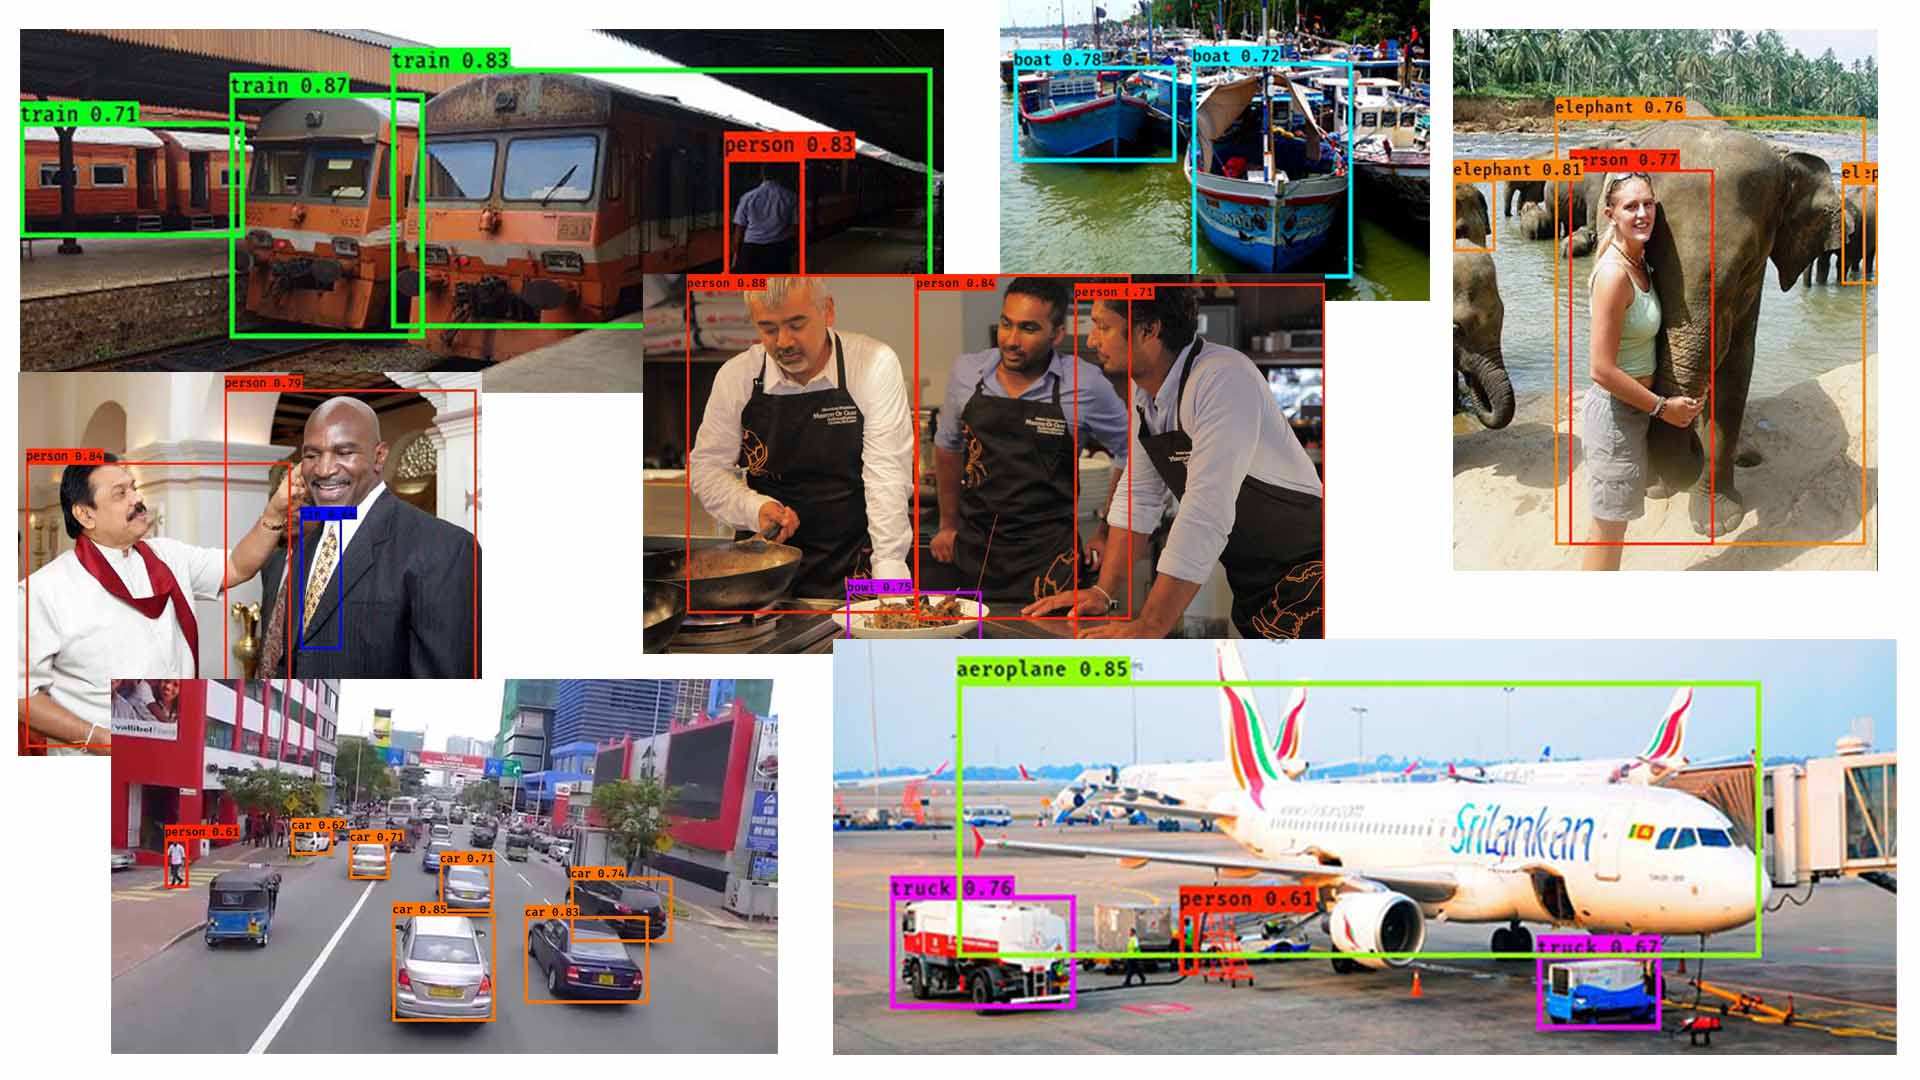 train 0.71
train 0.87
train 0.83
person 0.83
boat 0.78
boat 0.72
elephant 0.76
person 0.77
elephant 0.81
elep
person 0.88
person 0.84
person 0.71
bowl 0.75
person 0.79
person 0.84
vallibel
person 0.61
car 0.62
car 0.71
car 0.71
car 0.74
car 0.85
car 0.83
aeroplane 0.85
SriLankan
truck 0.76
person 0.61
truck 0.67